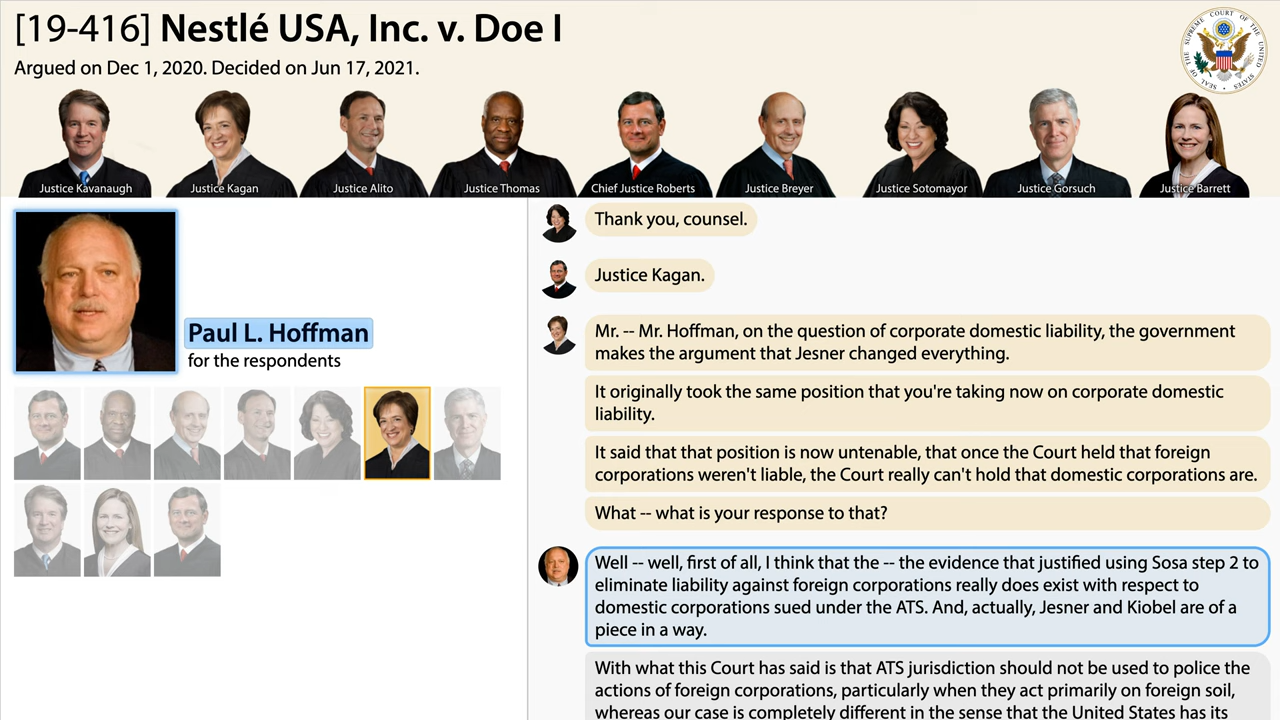 [19-416] Nestlé USA, Inc. v. Doe I
Argued on Dec 1, 2020. Decided on Jun 17, 2021.
SUPREME COURT OF THE UNITED STATES
SEAL OF THE
Justice Kavanaugh
Justice Kagan
Justice Alito
Justice Thomas
Chief Justice Roberts
Justice Breyer
Justice Sotomayor
Justice Gorsuch
Justice Barrett
Paul L. Hoffman
for the respondents
Thank you, counsel.
Justice Kagan.
Mr. -- Mr. Hoffman, on the question of corporate domestic liability, the government
makes the argument that Jesner changed everything.
It originally took the same position that you're taking now on corporate domestic
liability.
It said that that position is now untenable, that once the Court held that foreign
corporations weren't liable, the Court really can't hold that domestic corporations are.
What -- what is your response to that?
Well -- well, first of all, I think that the -- the evidence that justified using Sosa step 2 to
eliminate liability against foreign corporations really does exist with respect to
domestic corporations sued under the ATS. And, actually, Jesner and Kiobel are of a
piece in a way.
With what this Court has said is that ATS jurisdiction should not be used to police the
actions of foreign corporations, particularly when they act primarily on foreign soil,
whereas our case is completely different in the sense that the United States has its